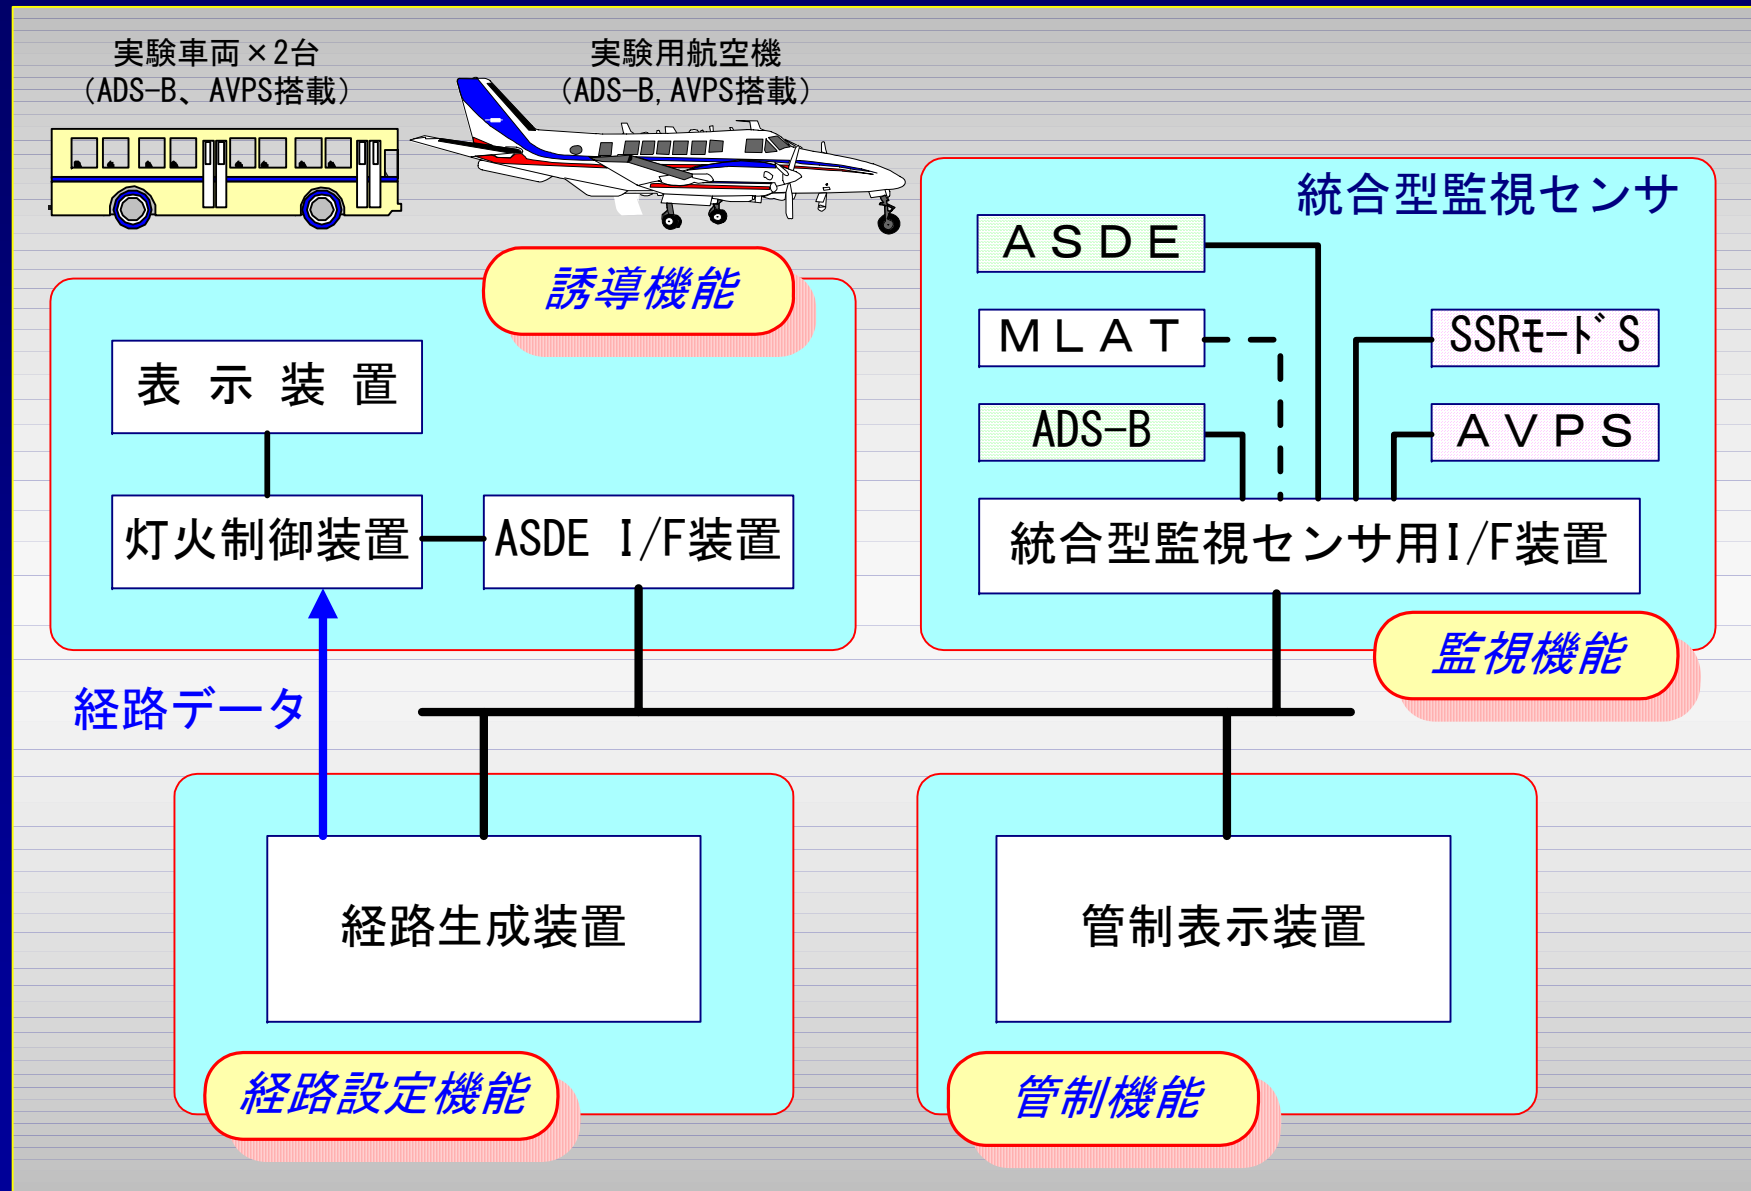 実験車両×2台
（ADS-B、AVPS搭載）
実験用航空機
（ADS-B,AVPS搭載）
統合型監視センサ
ASDE
誘導機能
MLAT
SSRﾓｰﾄﾞS
表示装置
ADS-B
AVPS
灯火制御装置
ASDE I/F装置
統合型監視センサ用I/F装置
監視機能
経路データ
経路生成装置
管制表示装置
経路設定機能
管制機能